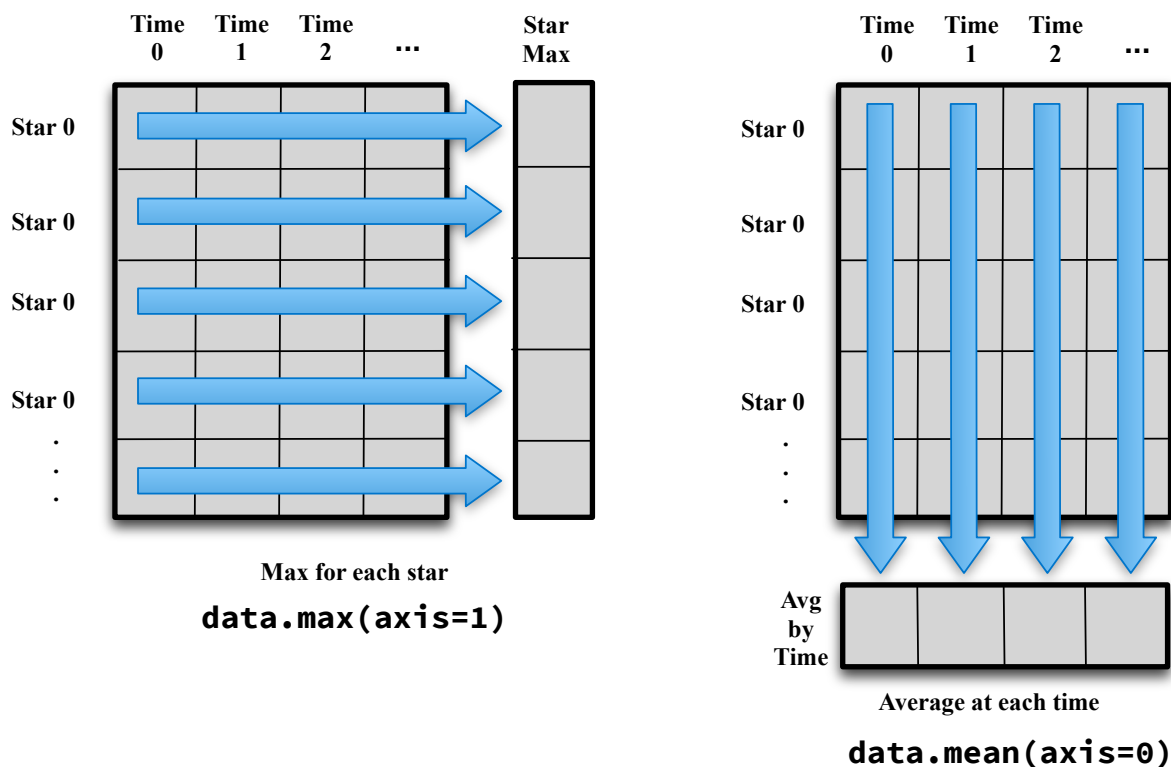 Time Time Time
0 1 2 ...
Star
Max
Star 0
Star 0
Star 0
Star 0
.
.
.
Max for each star
data.max(axis=1)
Time Time Time
0 1 2 ...
Star 0
Star 0
Star 0
Star 0
.
.
.
Avg
by
Time
Average at each time
data.mean(axis=0)